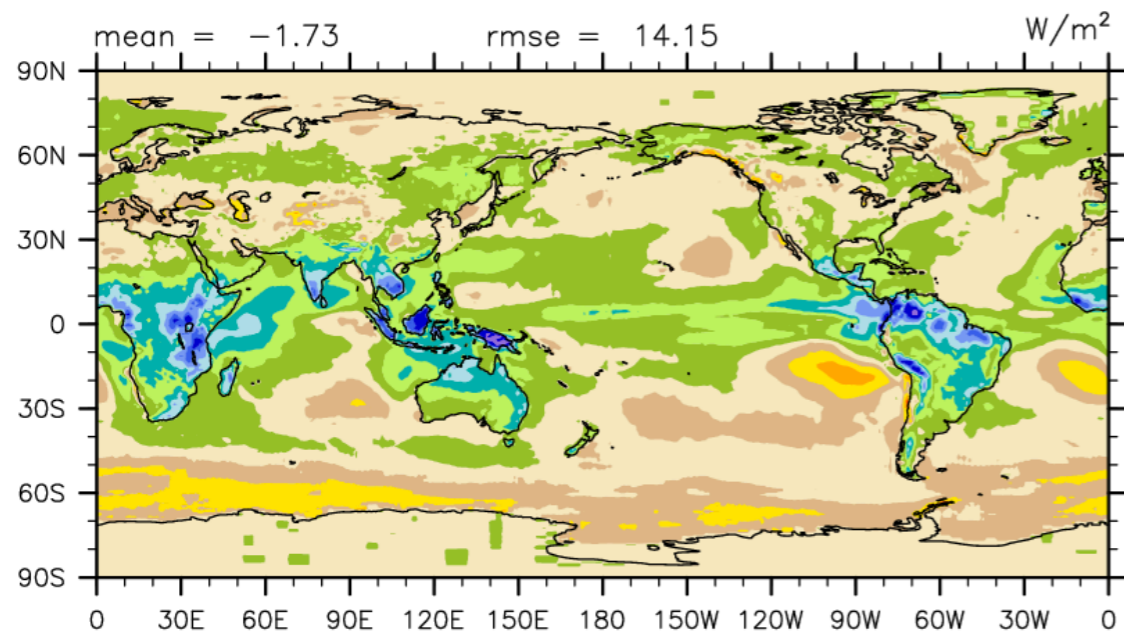 mean = −1.73 rmse = 14.15 W/m²
90N
60N
30N
0
30S
60S
90S
0 30E 60E 90E 120E 150E 180 150W 120W 90W 60W 30W 0